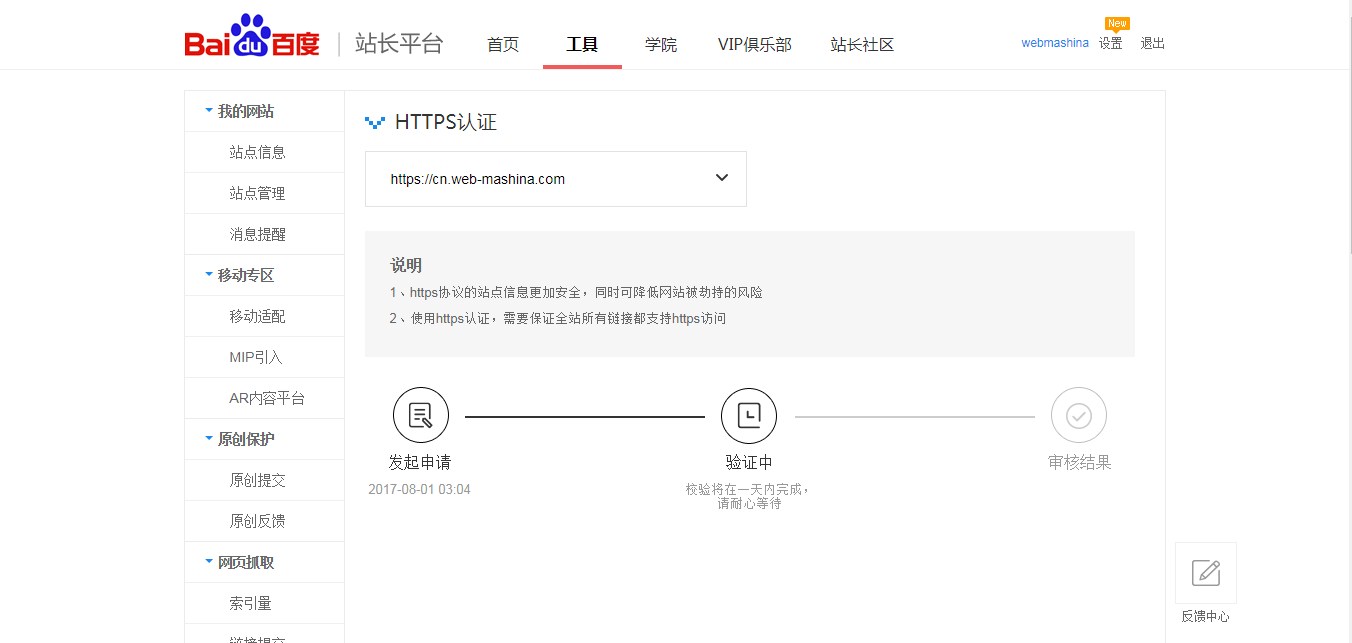 Bai du 百度 | 站长平台
首页 工具 学院 VIP俱乐部 站长社区
New
webmashina 设置 退出
我的网站
站点信息
站点管理
消息提醒
移动专区
移动适配
MIP引入
AR内容平台
原创保护
原创提交
原创反馈
网页抓取
索引量
链接提交
HTTPS认证
https://cn.web-mashina.com
说明
1、https协议的站点信息更加安全，同时可降低网站被劫持的风险
2、使用https认证，需要保证全站所有链接都支持https访问
发起申请
2017-08-01 03:04
验证中
校验将在一天内完成，
请耐心等待
审核结果
反馈中心